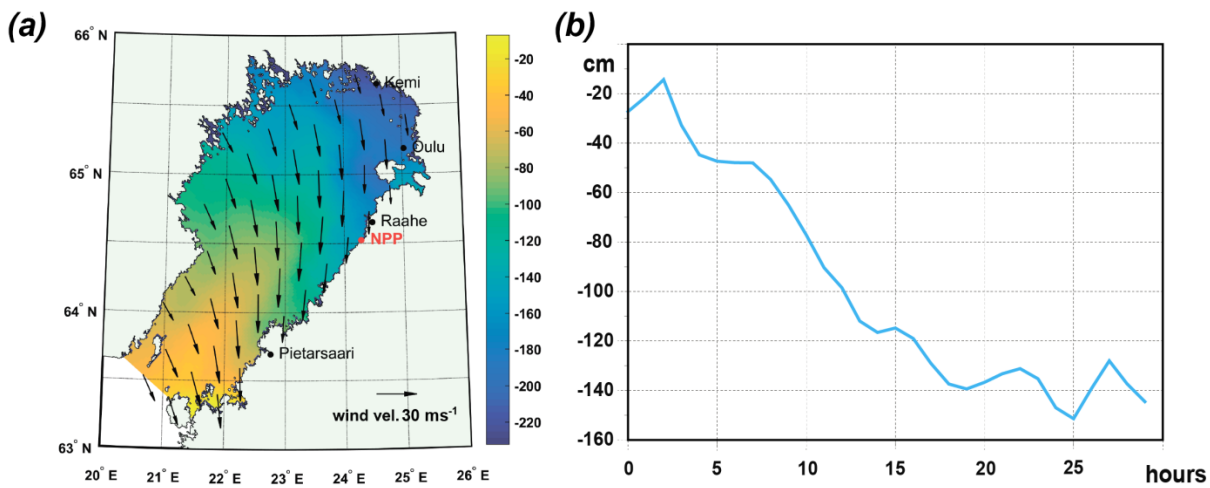 (a)
66° N
65° N
64° N
63° N
20° E
21° E
22° E
23° E
24° E
25° E
26° E
Kemi
Oulu
Raahe
NPP
Pietarsaari
wind vel. 30 ms-1
-20
-40
-60
-80
-100
-120
-140
-160
-180
-200
-220
(b)
cm
-20
-40
-60
-80
-100
-120
-140
-160
0
5
10
15
20
25
hours